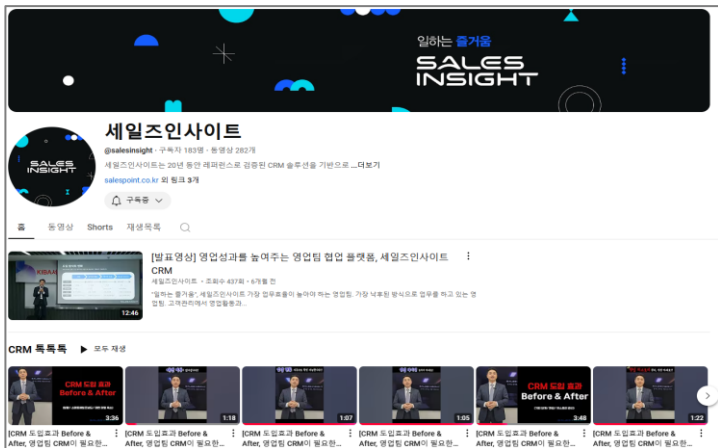 일하는 즐거움
SALES
INSIGHT
SALES
INSIGHT
세일즈인사이트
@salesinsight · 구독자 183명 · 동영상 282개
세일즈인사이트는 20년 동안 레퍼런스로 검증된 CRM 솔루션을 기반으로 ...더보기
salespoint.co.kr 외 링크 3개
구독중
홈 동영상 Shorts 재생목록
[발표영상] 영업성과를 높여주는 영업팀 협업 플랫폼, 세일즈인사이트
CRM
세일즈인사이트 · 조회수 437회 · 5개월 전
"일하는 즐거움", 세일즈인사이트 가장 업무효율이 높아야 하는 영업팀. 가장 낙후된 방식으로 업무를 하고 있는 영
업팀. 고객관리에서 영업활동과...
12:46
CRM 톡톡톡 ▶ 모두 재생
CRM 도입 효과
Before & After
3:36
1:18
1:07
1:05
CRM 도입 효과
Before & After
3:48
1:22
[CRM 도입효과 Before &
After, 영업팀 CRM이 필요한...
[CRM 도입효과 Before &
After, 영업팀 CRM이 필요한...
[CRM 도입효과 Before &
After, 영업팀 CRM이 필요한...
[CRM 도입효과 Before &
After, 영업팀 CRM이 필요한...
[CRM 도입효과 Before &
After, 영업팀 CRM이 필요한...
[CRM 도입효과 Before &
After, 영업팀 CRM이 필요한...